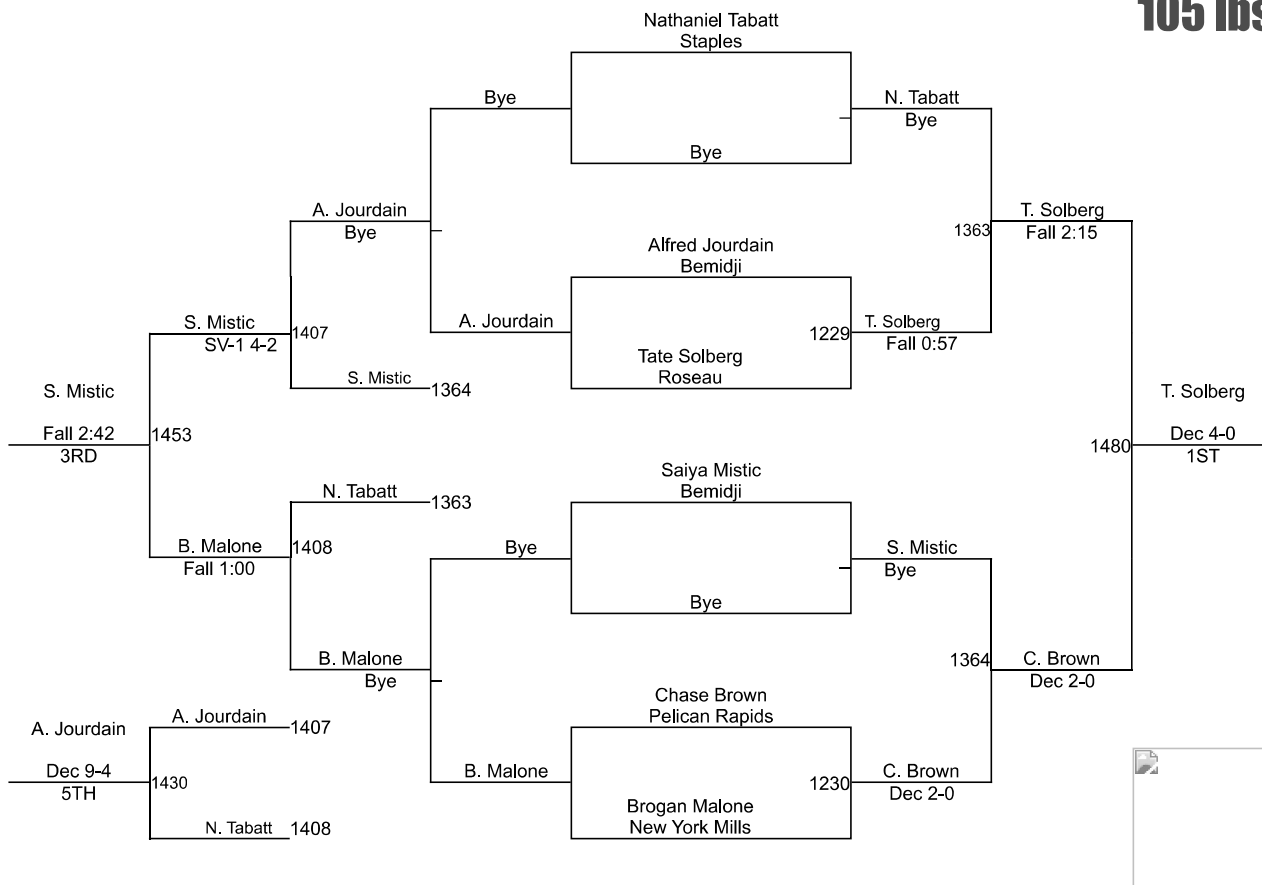 105 lbs
Nathaniel Tabatt
Staples
Bye
N. Tabatt
Bye
Bye
A. Jourdain
Bye
T. Solberg
1363
Fall 2:15
Alfred Jourdain
Bemidji
S. Mistic
1407
SV-1 4-2
A. Jourdain
1229
T. Solberg
Fall 0:57
Tate Solberg
Roseau
S. Mistic
1364
S. Mistic
Fall 2:42
1453
3RD
T. Solberg
1480
Dec 4-0
1ST
Saiya Mistic
Bemidji
N. Tabatt
1363
B. Malone
1408
Fall 1:00
Bye
S. Mistic
Bye
Bye
B. Malone
Bye
1364
C. Brown
Dec 2-0
Chase Brown
Pelican Rapids
A. Jourdain
A. Jourdain
1407
Dec 9-4
1430
5TH
B. Malone
1230
C. Brown
Dec 2-0
Brogan Malone
New York Mills
N. Tabatt
1408